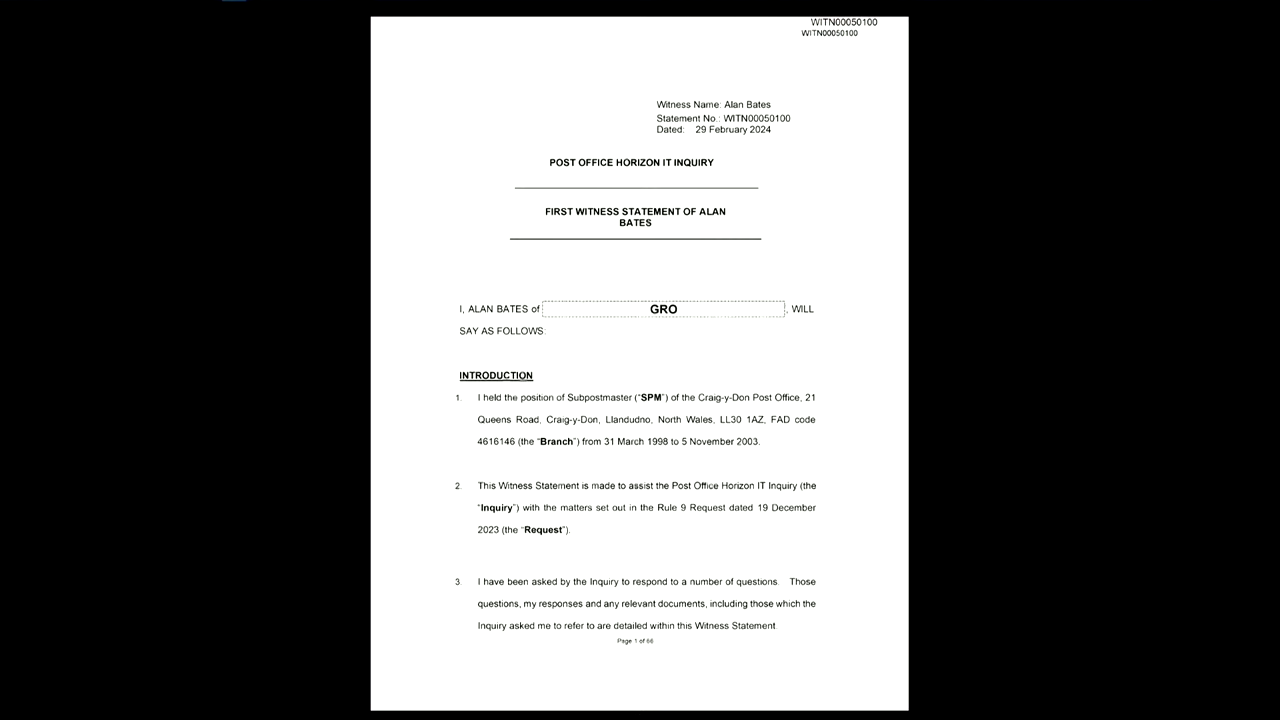 WITN00050100
WITN00050100
Witness Name: Alan Bates
Statement No.: WITN00050100
Dated: 29 February 2024
POST OFFICE HORIZON IT INQUIRY
FIRST WITNESS STATEMENT OF ALAN
BATES
I, ALAN BATES of GRO, WILL
SAY AS FOLLOWS:
INTRODUCTION
1. I held the position of Subpostmaster (“SPM”) of the Craig-y-Don Post Office, 21
Queens Road, Craig-y-Don, Llandudno, North Wales, LL30 1AZ, FAD code
4616146 (the “Branch”) from 31 March 1998 to 5 November 2003.
2. This Witness Statement is made to assist the Post Office Horizon IT Inquiry (the
“Inquiry”) with the matters set out in the Rule 9 Request dated 19 December
2023 (the “Request”).
3. I have been asked by the Inquiry to respond to a number of questions. Those
questions, my responses and any relevant documents, including those which the
Inquiry asked me to refer to are detailed within this Witness Statement.
Page 1 of 66